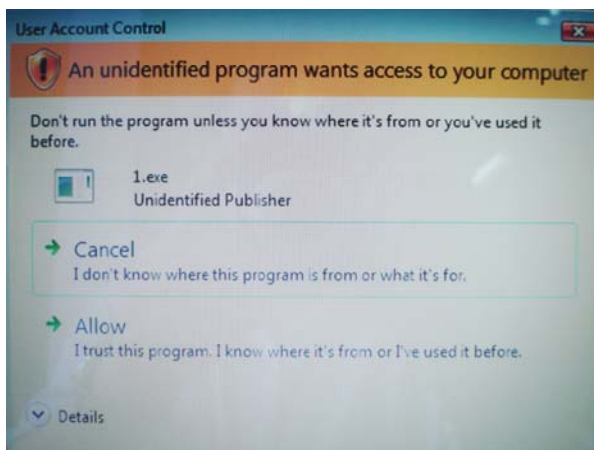 User Account Control
An unidentified program wants access to your computer
Don't run the program unless you know where it's from or you've used it
before.
1.exe
Unidentified Publisher
Cancel
I don't know where this program is from or what it's for.
Allow
I trust this program. I know where it's from or I've used it before.
Details